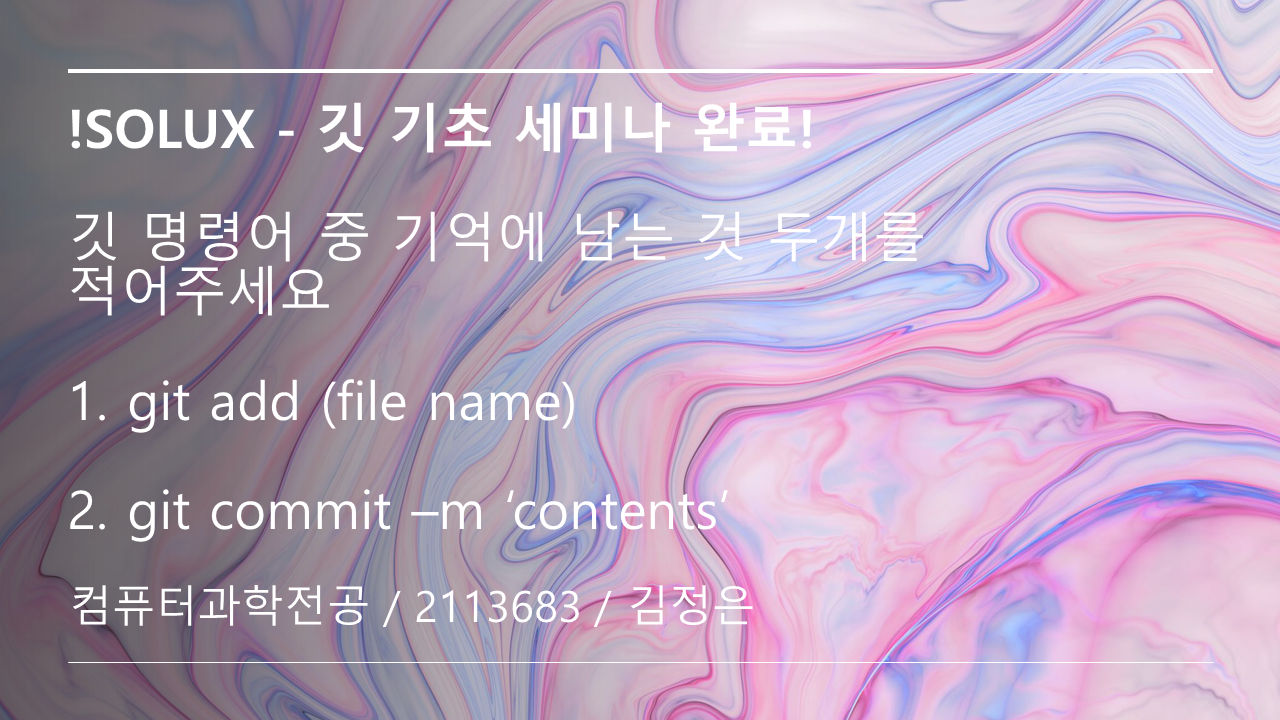 !SOLUX - 깃 기초 세미나 완료!
깃 명령어 중 기억에 남는 것 두개를
적어주세요
1. git add (file name)
2. git commit –m ‘contents’
컴퓨터과학전공 / 2113683 / 김정은